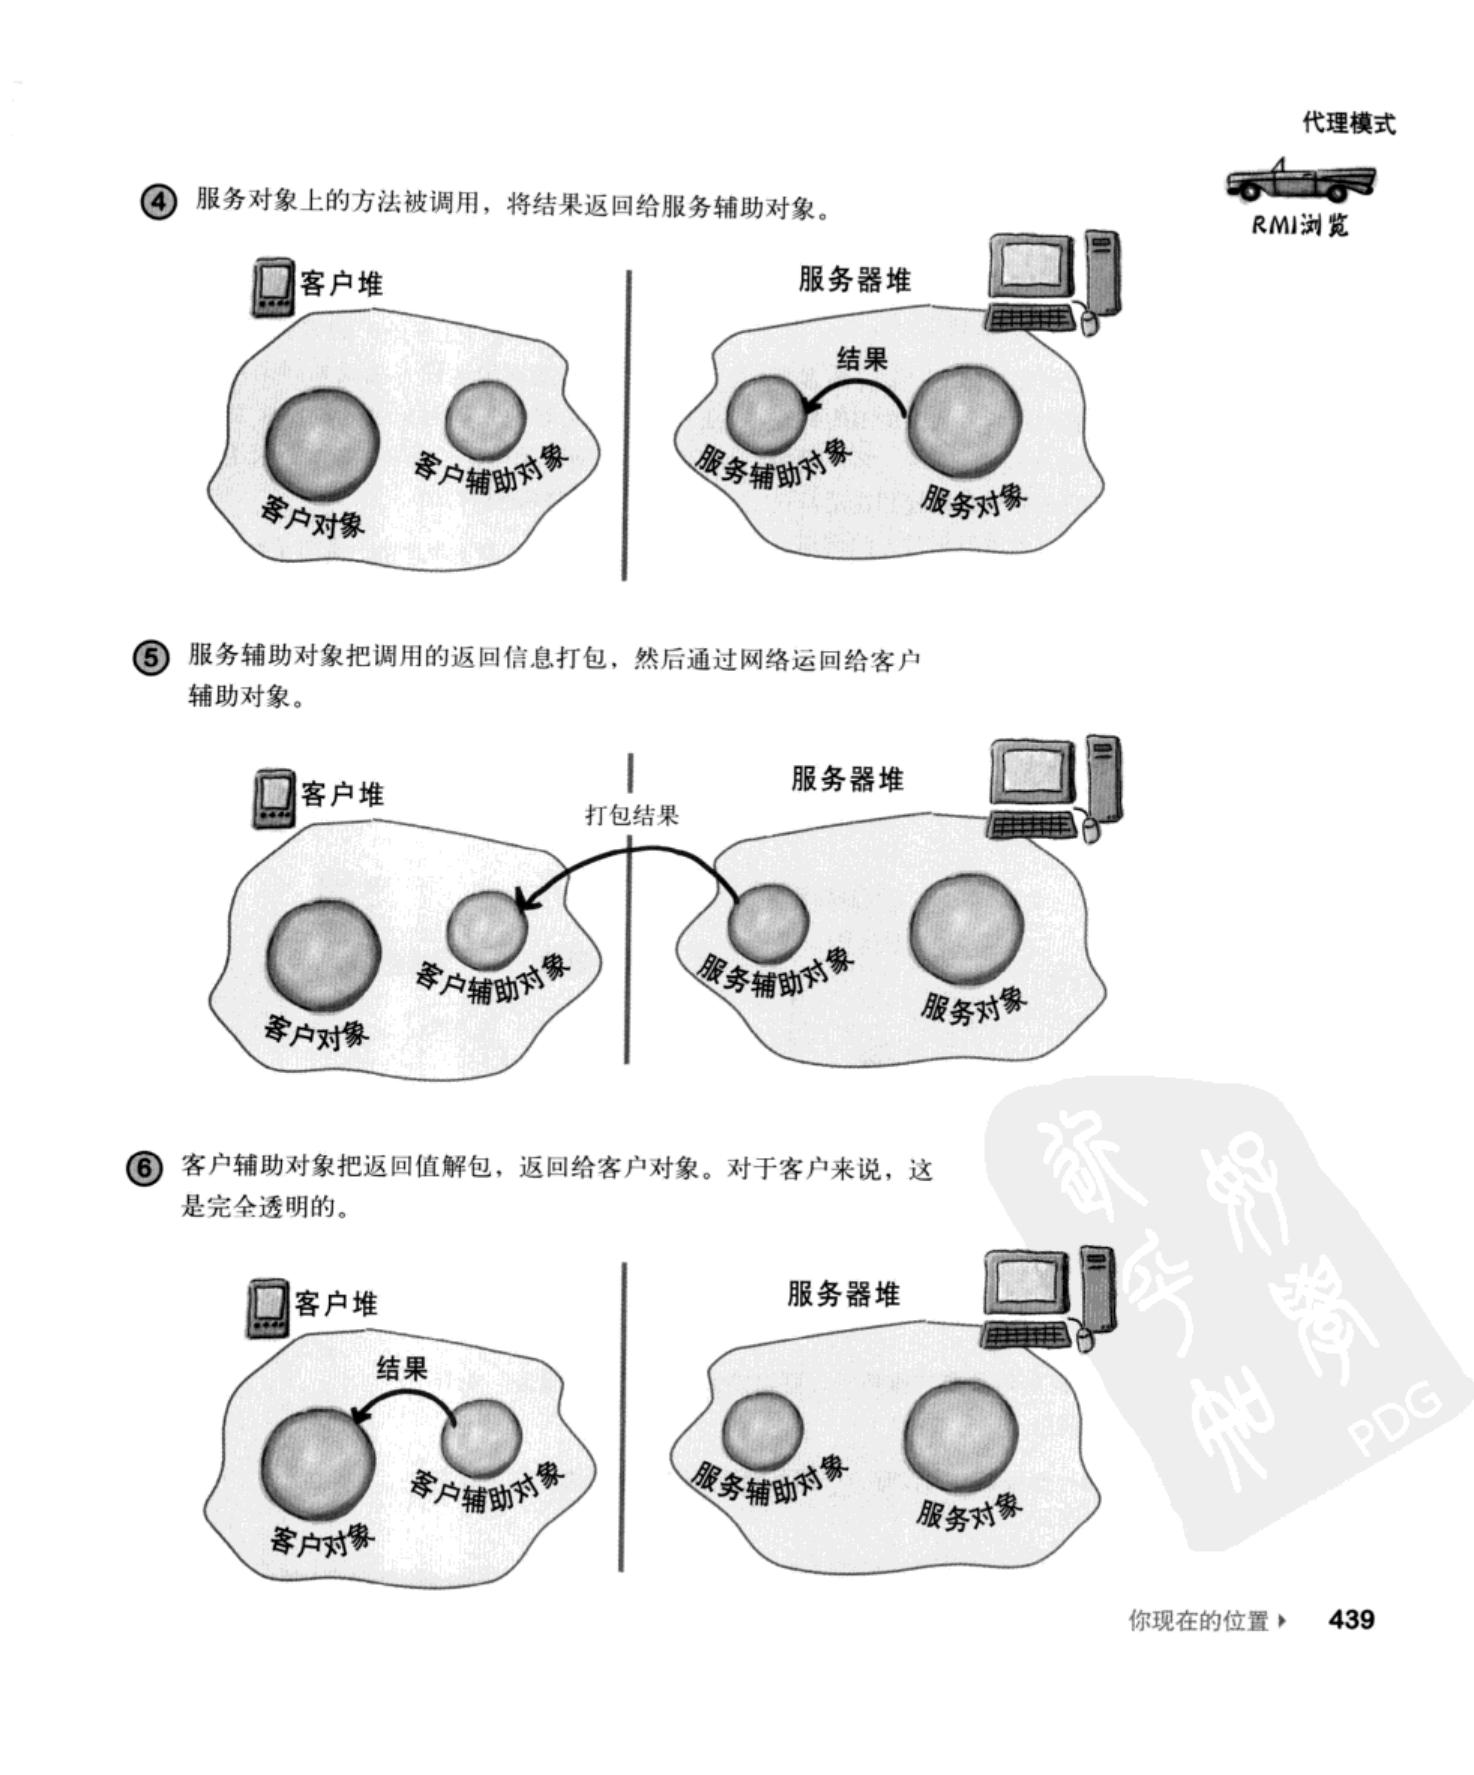 代理模式
RMI浏览
4 服务对象上的方法被调用，将结果返回给服务辅助对象。
客户堆
服务器堆
结果
客户对象
客户辅助对象
服务辅助对象
服务对象
5 服务辅助对象把调用的返回信息打包，然后通过网络运回给客户
辅助对象。
客户堆
服务器堆
打包结果
客户对象
客户辅助对象
服务辅助对象
服务对象
6 客户辅助对象把返回值解包，返回给客户对象。对于客户来说，这
是完全透明的。
客户堆
服务器堆
结果
客户对象
客户辅助对象
服务辅助对象
服务对象
PDG
你现在的位置 439